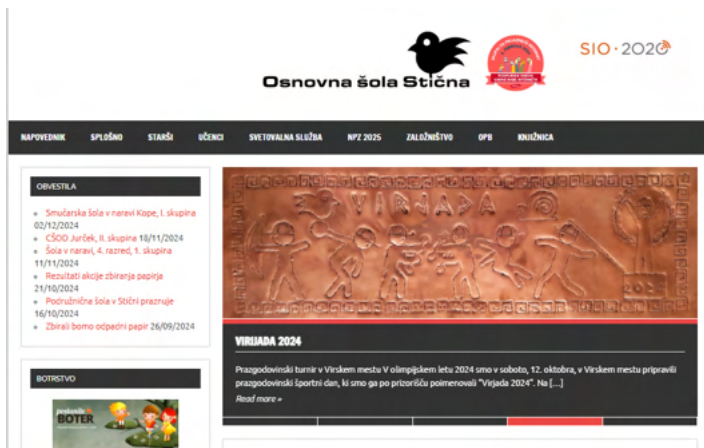 Osnovna šola Stična
SIO·2020
NAPOVEDNIK SPLOŠNO STARŠI UČENCI SVETOVALNA SLUŽBA NPZ 2025 ZALOŽNIŠTVO OPB KNJIŽNICA
OBVESTILA
Smučarska šola v naravi Kope, I. skupina
02/12/2024
CŠOD Jurček, II. skupina 18/11/2024
Šola v naravi, 4. razred, 1. skupina
11/11/2024
Rezultati akcije zbiranja papirja
21/10/2024
Podružnična šola v Stični praznuje
16/10/2024
Zbirali bomo odpadni papir 26/09/2024
BOTRSTVO
BOTER
VIRJADA
VIRIJADA 2024
Prazgodovinski turnir v Virskem mestu V olimpijskem letu 2024 smo v soboto, 12. oktobra, v Virskem mestu pripravili
prazgodovinski športni dan, ki smo ga po prizorišču poimenovali "Virjada 2024". Na [...]
Read more »